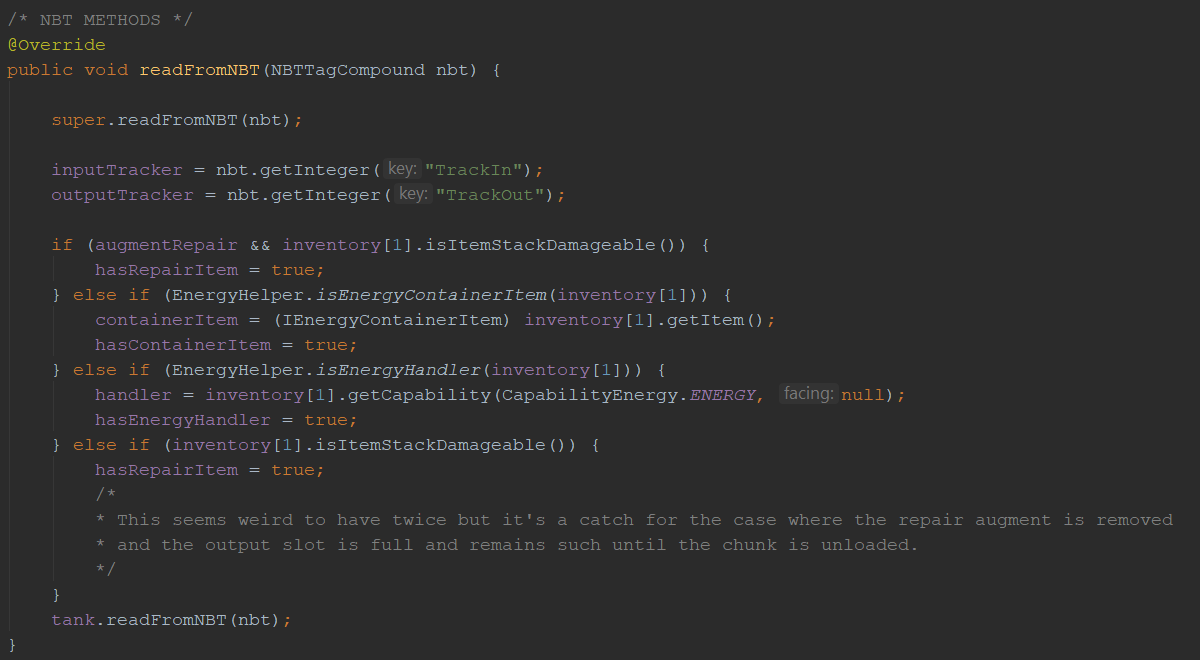 /* NBT METHODS */
@Override
public void readFromNBT(NBTTagCompound nbt) {
super.readFromNBT(nbt);
inputTracker = nbt.getInteger( key: "TrackIn");
outputTracker = nbt.getInteger( key: "TrackOut");
if (augmentRepair && inventory[1].isItemStackDamageable()) {
hasRepairItem = true;
} else if (EnergyHelper.isEnergyContainerItem(inventory[1])) {
containerItem = (IEnergyContainerItem) inventory[1].getItem();
hasContainerItem = true;
} else if (EnergyHelper.isEnergyHandler(inventory[1])) {
handler = inventory[1].getCapability(CapabilityEnergy.ENERGY, facing: null);
hasEnergyHandler = true;
} else if (inventory[1].isItemStackDamageable()) {
hasRepairItem = true;
/*
* This seems weird to have twice but it's a catch for the case where the repair augment is removed
* and the output slot is full and remains such until the chunk is unloaded.
*/
}
tank.readFromNBT(nbt);
}